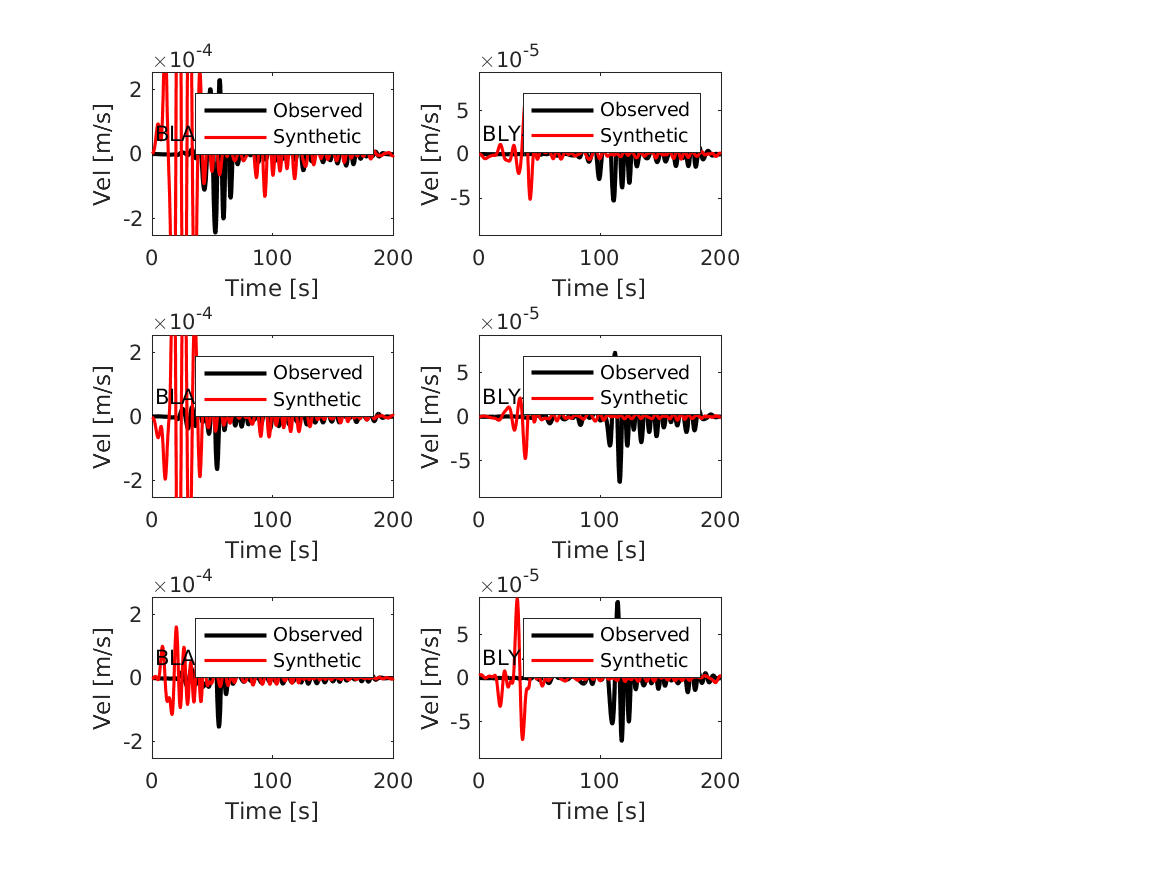 ×10-4
2
0
-2
Vel [m/s]
BLA
Observed
Synthetic
0
100
200
Time [s]
×10-5
5
0
-5
Vel [m/s]
BLY
Observed
Synthetic
0
100
200
Time [s]
×10-4
2
0
-2
Vel [m/s]
BLA
Observed
Synthetic
0
100
200
Time [s]
×10-5
5
0
-5
Vel [m/s]
BLY
Observed
Synthetic
0
100
200
Time [s]
×10-4
2
0
-2
Vel [m/s]
BLA
Observed
Synthetic
0
100
200
Time [s]
×10-5
5
0
-5
Vel [m/s]
BLY
Observed
Synthetic
0
100
200
Time [s]